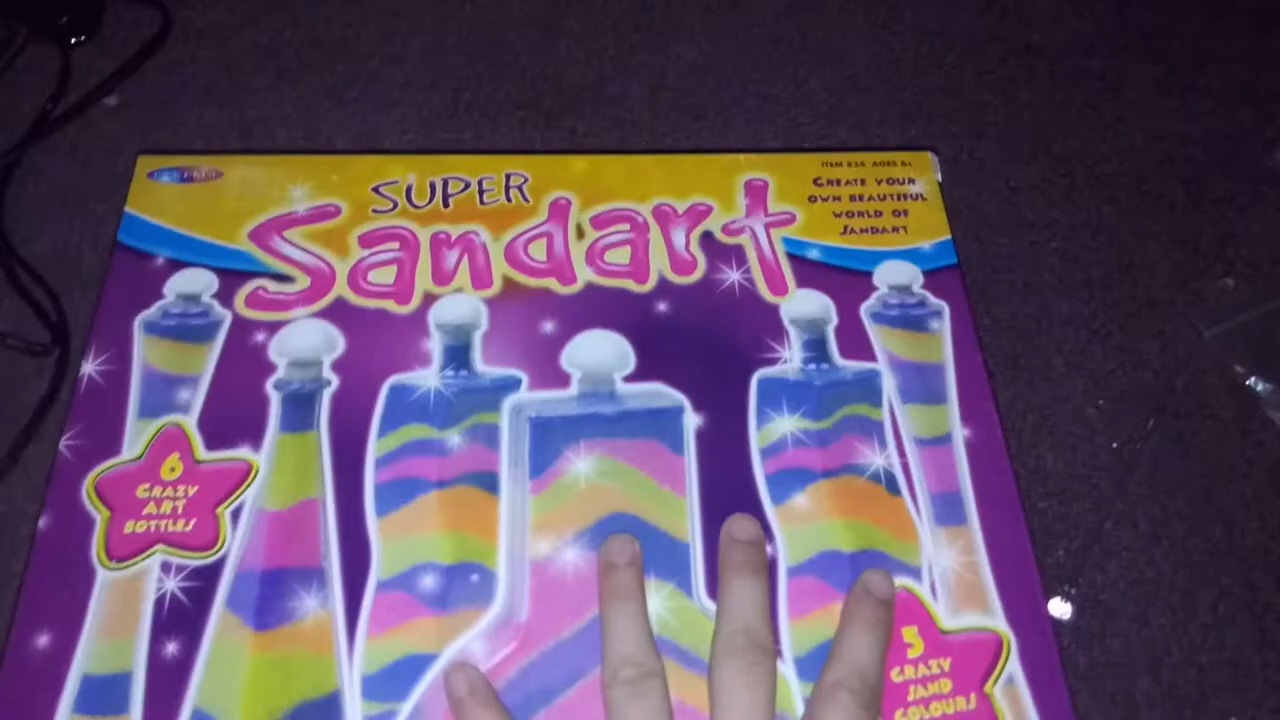 SUPER
Sandart
ITEM 834 AGES 6+
CREATE YOUR
OWN BEAUTIFUL
WORLD OF
SANDART
6
CRAZY
ART
BOTTLES
5
CRAZY
SAND
COLOURS